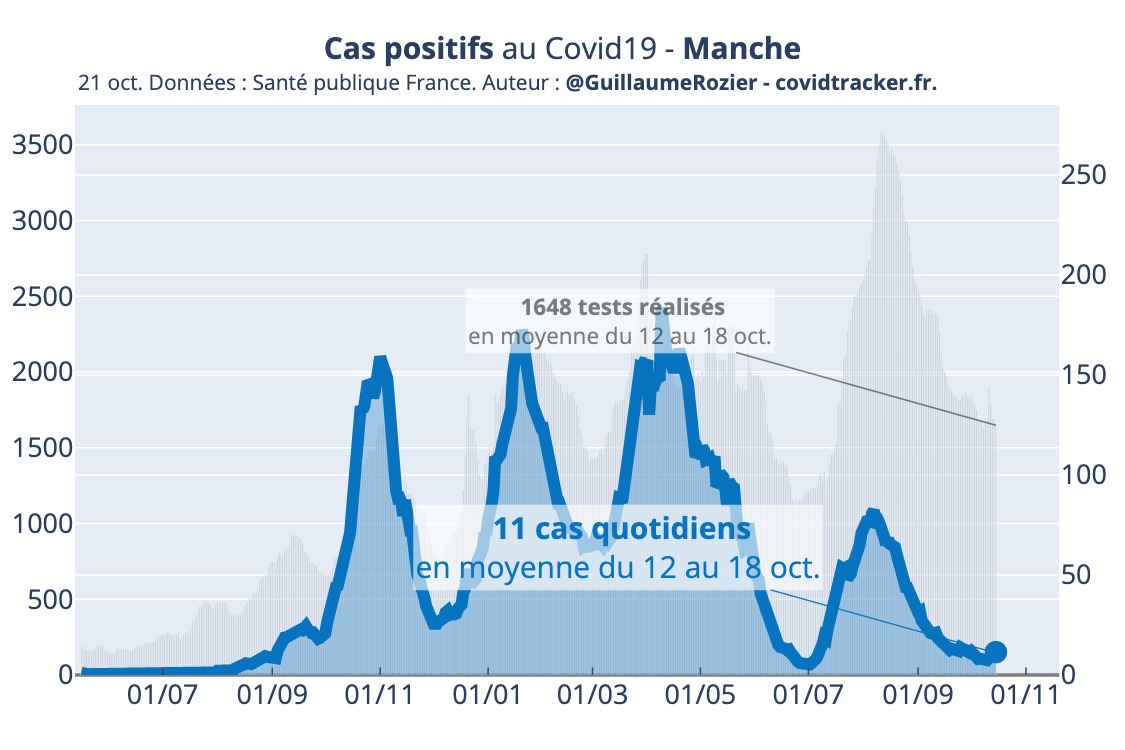 Cas positifs au Covid19 - Manche
21 oct. Données : Santé publique France. Auteur : @GuillaumeRozier - covidtracker.fr.
3500
3000
2500
2000
1500
1000
500
0
250
200
150
100
50
0
1648 tests réalisés
en moyenne du 12 au 18 oct.
11 cas quotidiens
en moyenne du 12 au 18 oct.
01/07 01/09 01/11 01/01 01/03 01/05 01/07 01/09 01/11